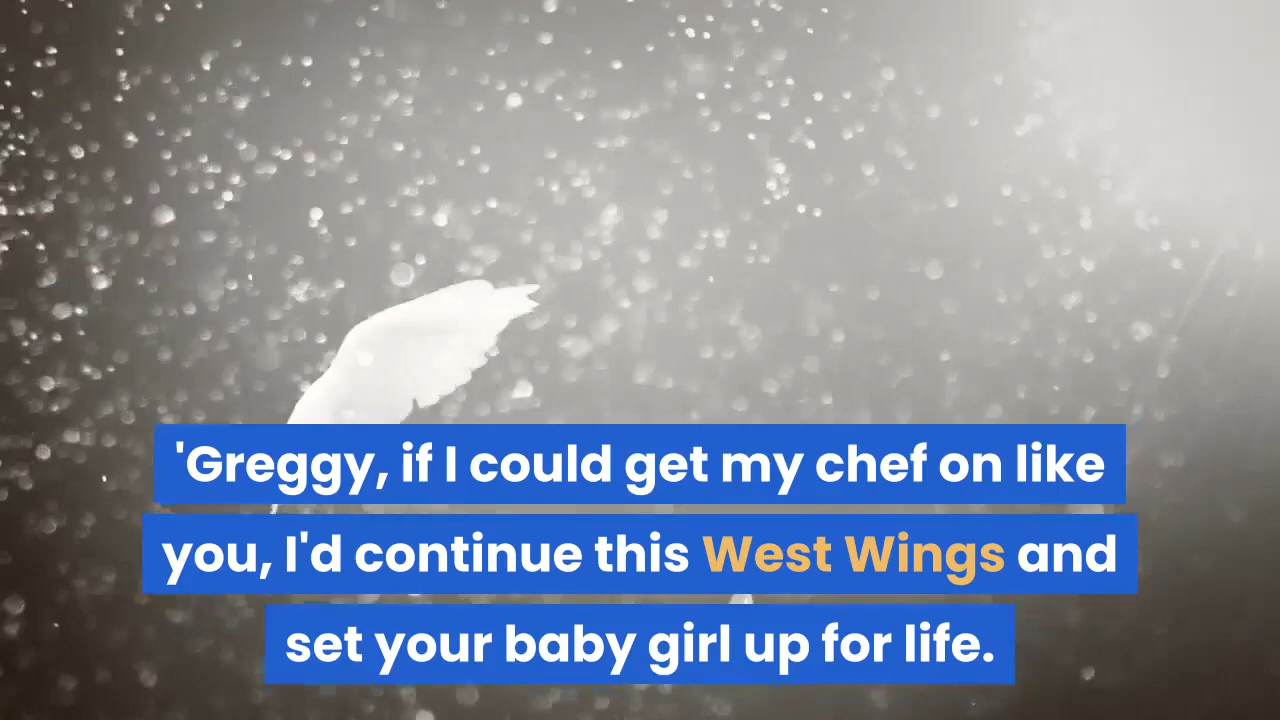 'Greggy, if I could get my chef on like
you, I'd continue this West Wings and
set your baby girl up for life.